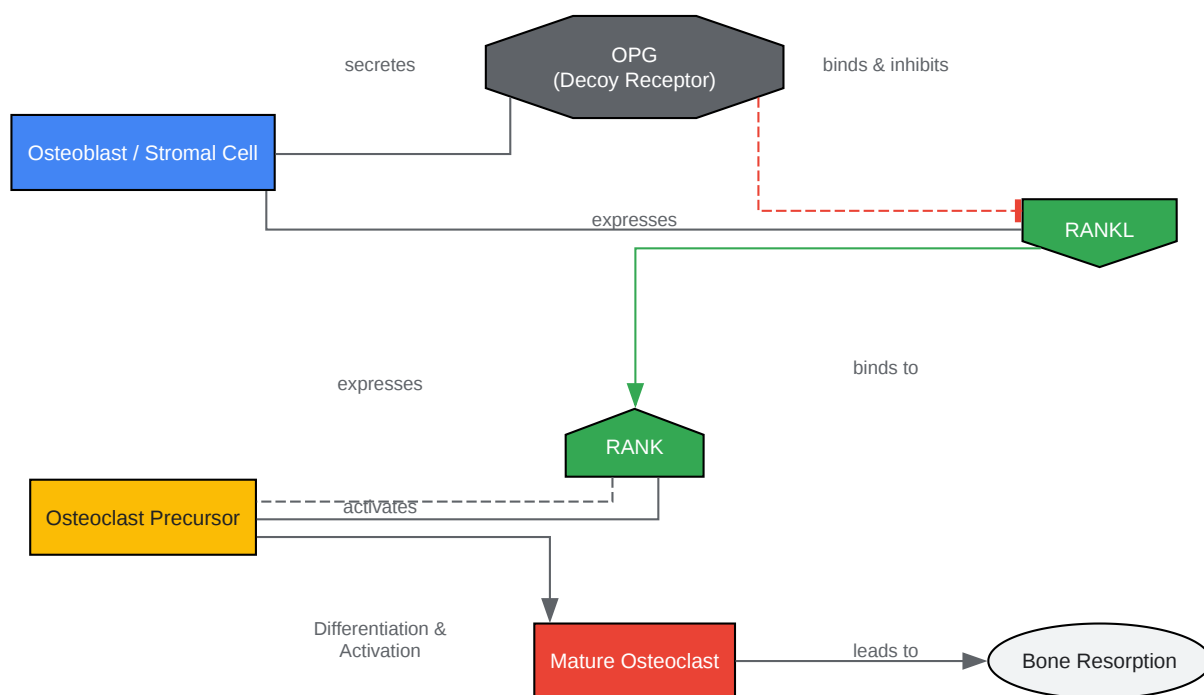 OPG
(Decoy Receptor)
secretes
binds & inhibits
Osteoblast / Stromal Cell
expresses
RANKL
binds to
expresses
RANK
activates
Osteoclast Precursor
Differentiation &
Activation
Mature Osteoclast
leads to
Bone Resorption